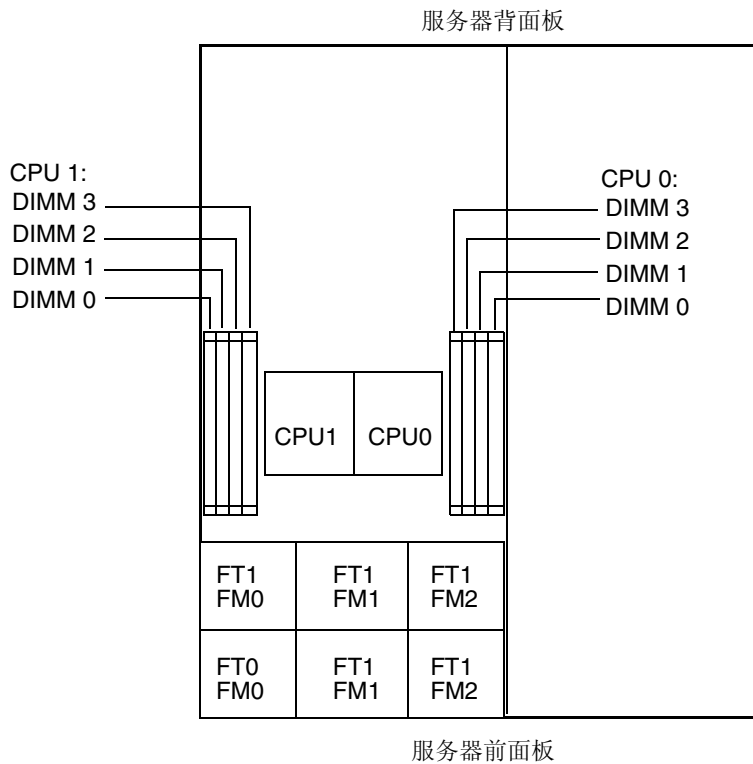 服务器背面板
CPU 1:
DIMM 3
DIMM 2
DIMM 1
DIMM 0
CPU 0:
DIMM 3
DIMM 2
DIMM 1
DIMM 0
CPU1
CPU0
FT1
FM0
FT1
FM1
FT1
FM2
FT0
FM0
FT1
FM1
FT1
FM2
服务器前面板